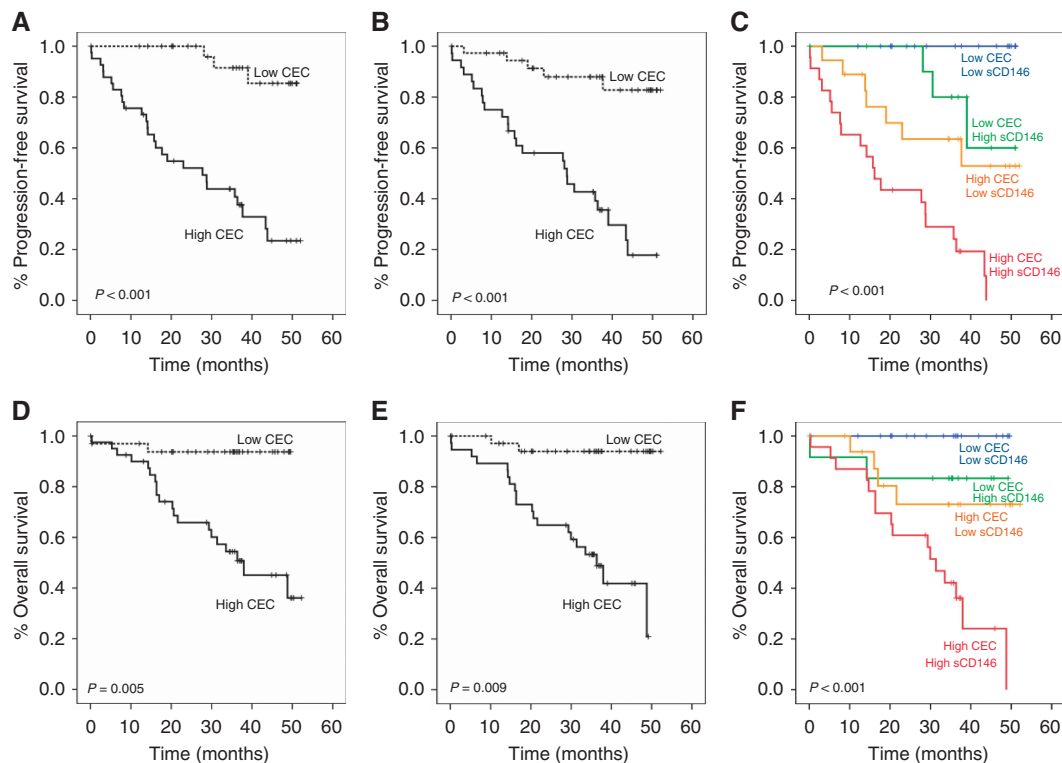 A
% Progression-free survival
1.0
0.8
0.6
0.4
0.2
0.0
Low CEC
High CEC
P < 0.001
0 10 20 30 40 50 60
Time (months)
B
% Progression-free survival
1.0
0.8
0.6
0.4
0.2
0.0
Low CEC
High CEC
P < 0.001
0 10 20 30 40 50 60
Time (months)
C
% Progression-free survival
1.0
0.8
0.6
0.4
0.2
0.0
Low CEC
Low sCD146
Low CEC
High sCD146
High CEC
Low sCD146
High CEC
High sCD146
P < 0.001
0 10 20 30 40 50 60
Time (months)
D
% Overall survival
1.0
0.8
0.6
0.4
0.2
0.0
Low CEC
High CEC
P = 0.005
0 10 20 30 40 50 60
Time (months)
E
% Overall survival
1.0
0.8
0.6
0.4
0.2
0.0
Low CEC
High CEC
P = 0.009
0 10 20 30 40 50 60
Time (months)
F
% Overall survival
1.0
0.8
0.6
0.4
0.2
0.0
Low CEC
Low sCD146
Low CEC
High sCD146
High CEC
Low sCD146
High CEC
High sCD146
P < 0.001
0 10 20 30 40 50 60
Time (months)